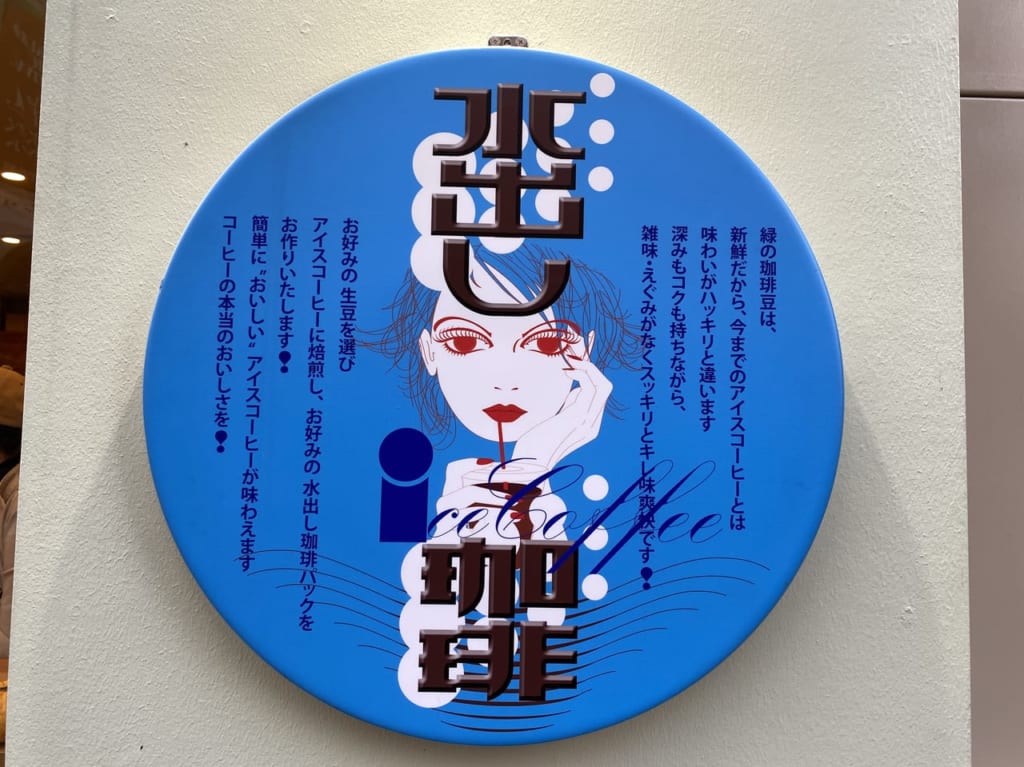 水出し
珈琲
iceCoffee
緑の珈琲豆は、
新鮮だから、今までのアイスコーヒーとは
味わいがハッキリと違います
深みもコクも持ちながら、
雑味・えぐみがなくスッキリとキレ味爽快です!
お好みの 生豆を選び
アイスコーヒーに焙煎し、お好みの 水出し珈琲パックを
お作りいたします!
簡単に〝おいしい〟アイスコーヒーが味わえます
コーヒーの本当のおいしさを!